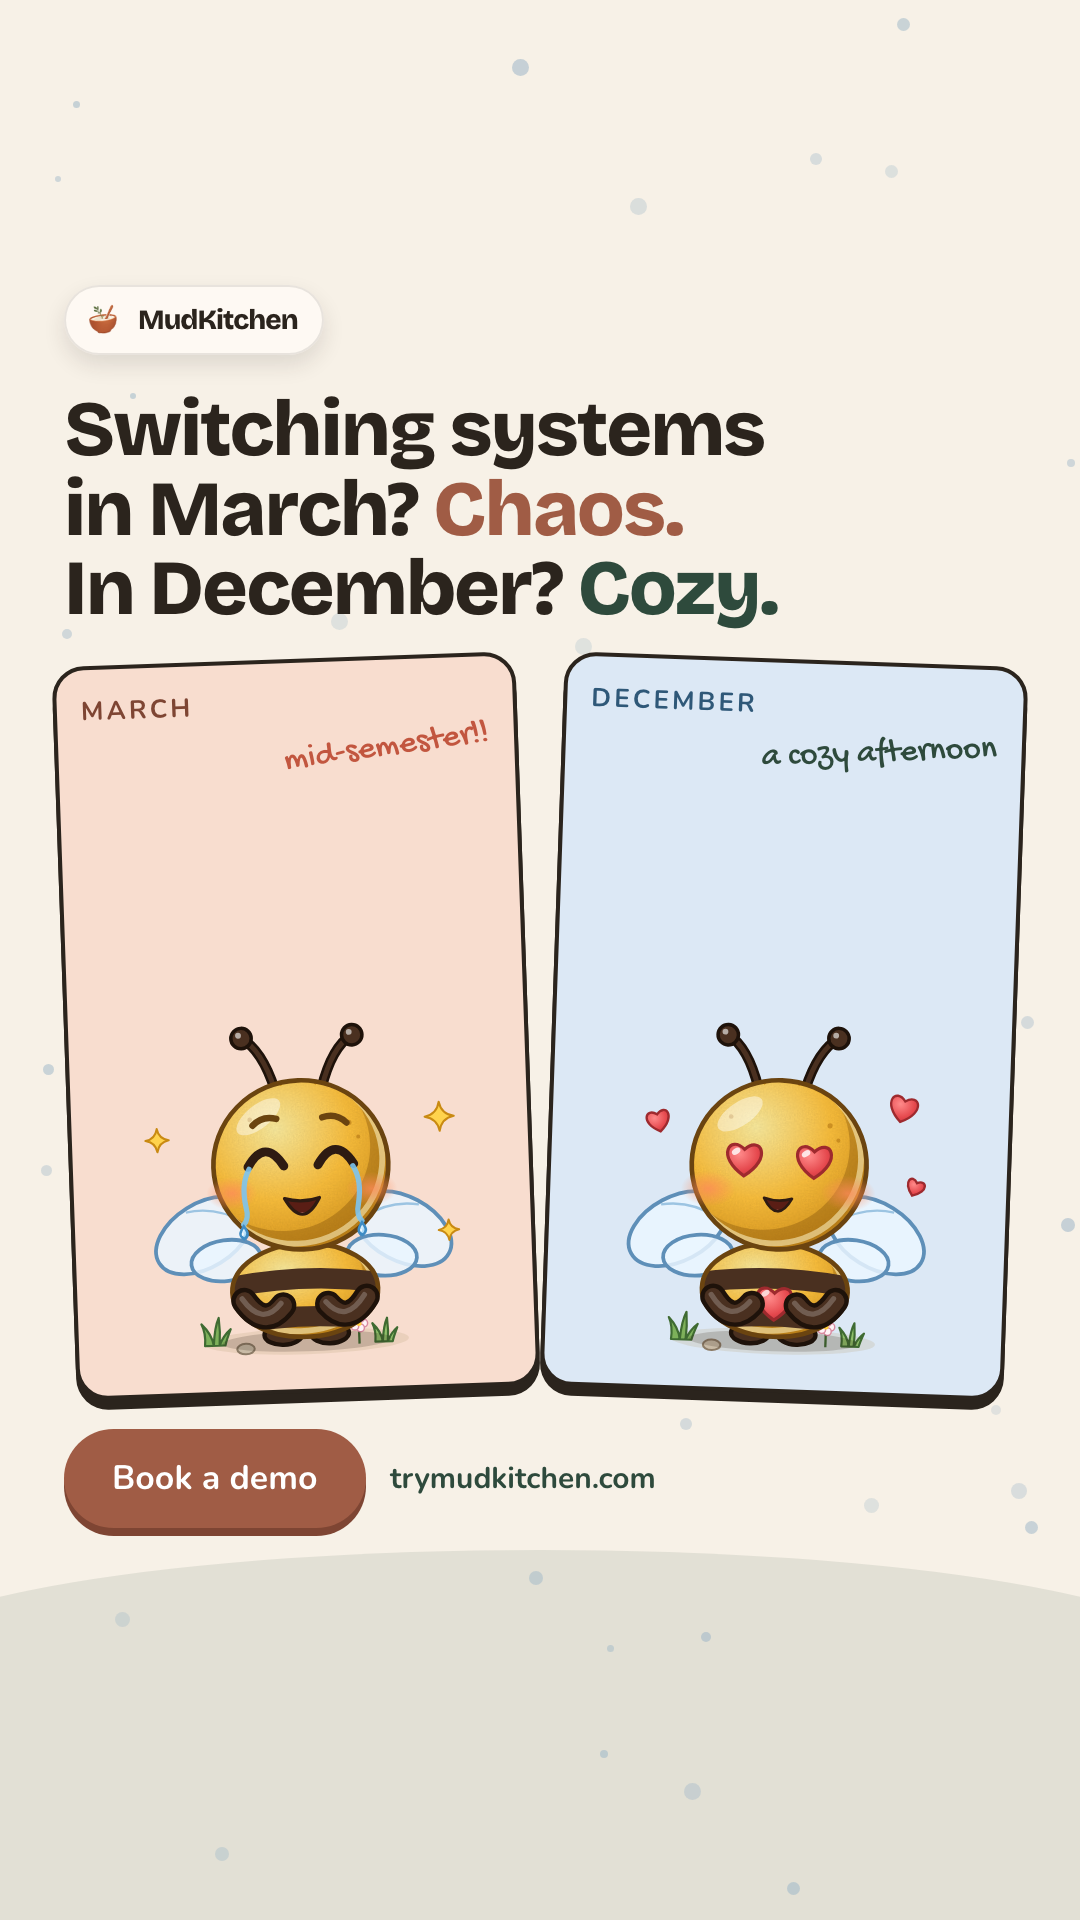 MudKitchen
Switching systems
in March? Chaos.
In December? Cozy.
MARCH
mid-semester!!
DECEMBER
a cozy afternoon
Book a demo
trymudkitchen.com